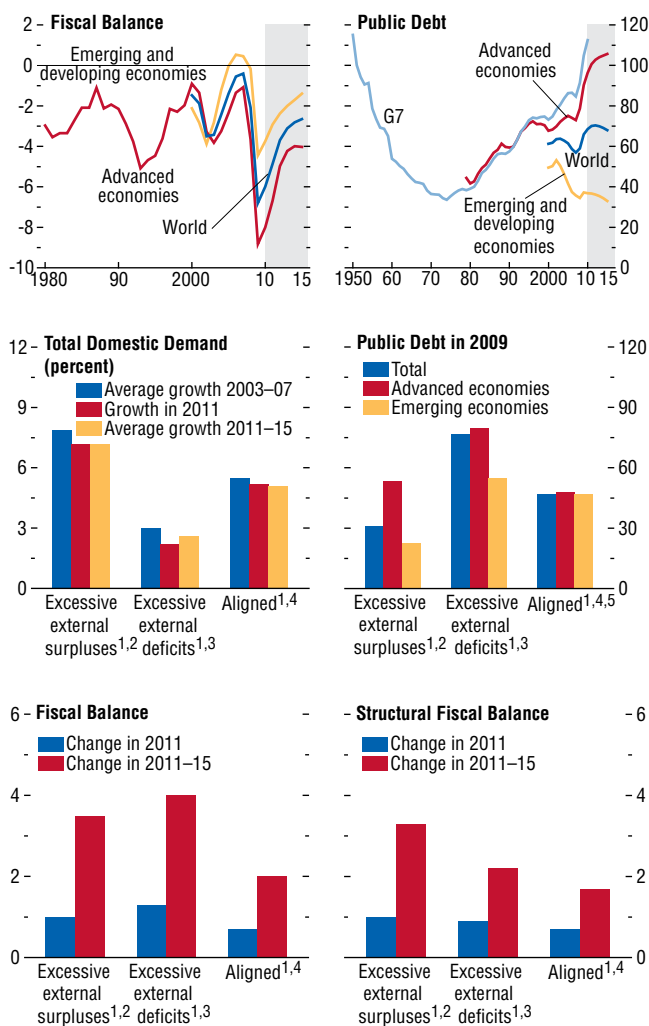 Fiscal Balance
2
0
-2
-4
-6
-8
-10
Emerging and
developing economies
Advanced
economies
World
1980
90
2000
10
15
Public Debt
120
100
80
60
40
20
0
Advanced
economies
G7
World
Emerging and
developing
economies
1950
60
70
80
90
2000
10
15
Total Domestic Demand
(percent)
12
9
6
3
0
Average growth 2003–07
Growth in 2011
Average growth 2011–15
Excessive
external
surpluses1,2
Excessive
external
deficits1,3
Aligned1,4
Public Debt in 2009
120
90
60
30
0
Total
Advanced economies
Emerging economies
Excessive
external
surpluses1,2
Excessive
external
deficits1,3
Aligned1,4,5
Fiscal Balance
6
4
2
0
Change in 2011
Change in 2011–15
Excessive
external
surpluses1,2
Excessive
external
deficits1,3
Aligned1,4
Structural Fiscal Balance
6
4
2
0
Change in 2011
Change in 2011–15
Excessive
external
surpluses1,2
Excessive
external
deficits1,3
Aligned1,4